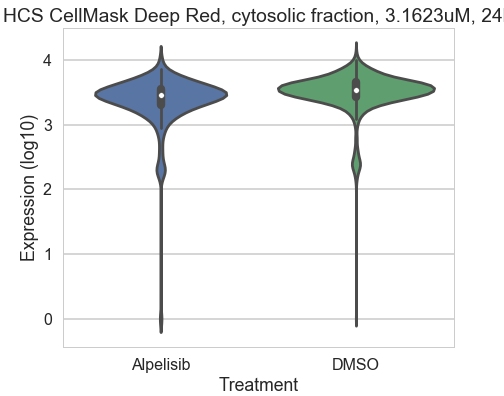 HCS CellMask Deep Red, cytosolic fraction, 3.1623uM, 24
4
3
2
1
0
Expression (log10)
Alpelisib DMSO
Treatment